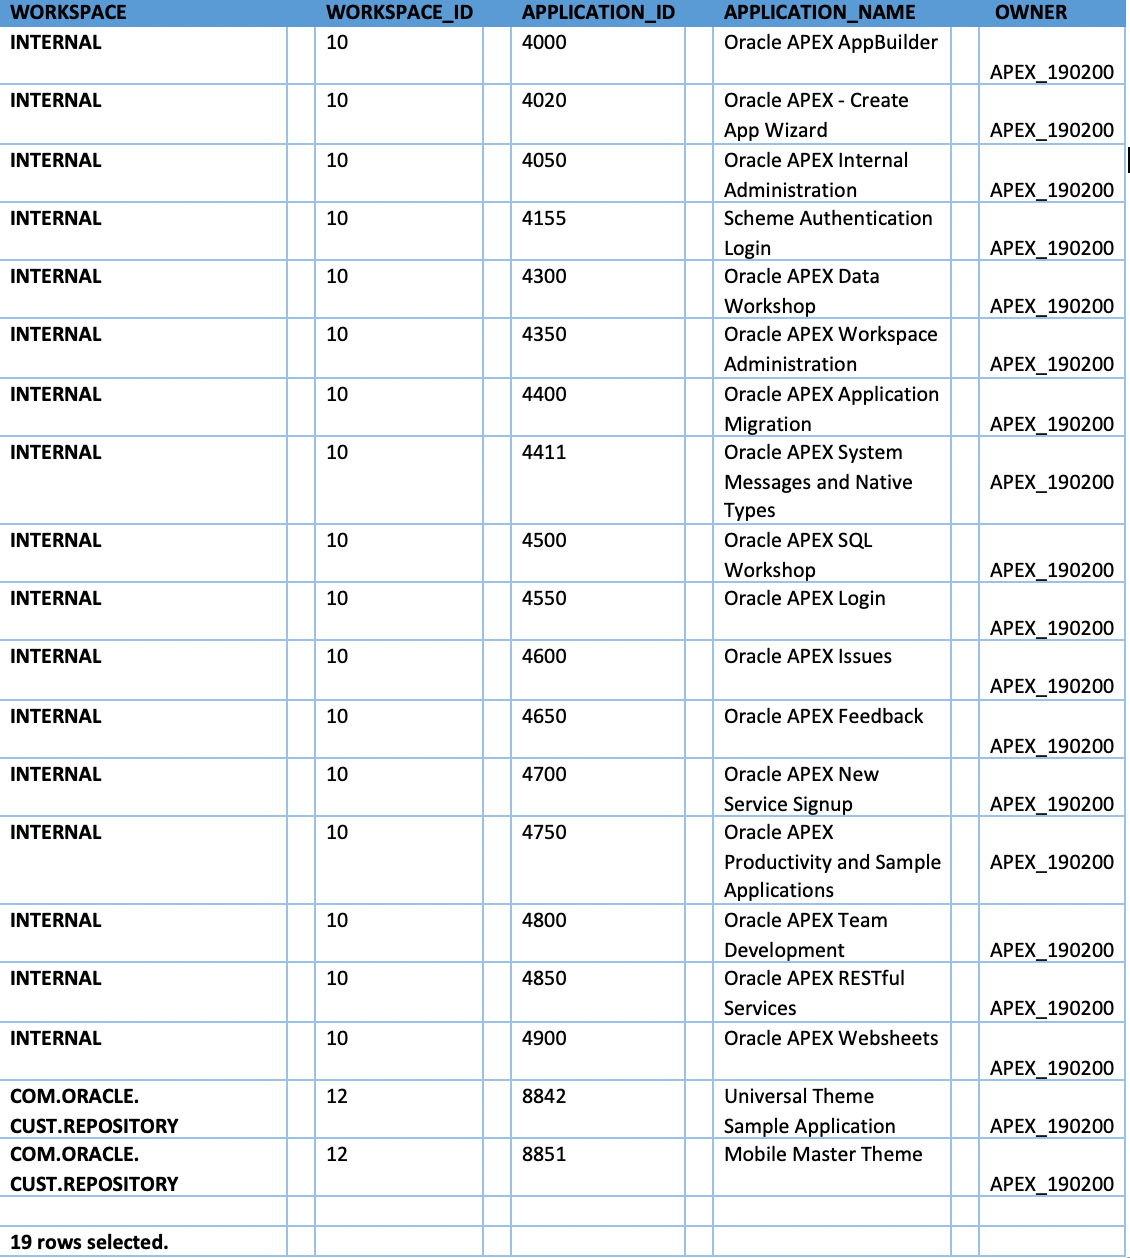 WORKSPACE WORKSPACE_ID APPLICATION_ID APPLICATION_NAME OWNER
INTERNAL 10 4000 Oracle APEX AppBuilder
APEX_190200
INTERNAL 10 4020 Oracle APEX - Create
App Wizard APEX_190200
INTERNAL 10 4050 Oracle APEX Internal
Administration APEX_190200
INTERNAL 10 4155 Scheme Authentication
Login APEX_190200
INTERNAL 10 4300 Oracle APEX Data
Workshop APEX_190200
INTERNAL 10 4350 Oracle APEX Workspace
Administration APEX_190200
INTERNAL 10 4400 Oracle APEX Application
Migration APEX_190200
INTERNAL 10 4411 Oracle APEX System
Messages and Native APEX_190200
Types
INTERNAL 10 4500 Oracle APEX SQL
Workshop APEX_190200
INTERNAL 10 4550 Oracle APEX Login
APEX_190200
INTERNAL 10 4600 Oracle APEX Issues
APEX_190200
INTERNAL 10 4650 Oracle APEX Feedback
APEX_190200
INTERNAL 10 4700 Oracle APEX New
Service Signup APEX_190200
INTERNAL 10 4750 Oracle APEX
Productivity and Sample APEX_190200
Applications
INTERNAL 10 4800 Oracle APEX Team
Development APEX_190200
INTERNAL 10 4850 Oracle APEX RESTful
Services APEX_190200
INTERNAL 10 4900 Oracle APEX Websheets
APEX_190200
COM.ORACLE. 12 8842 Universal Theme
CUST.REPOSITORY Sample Application APEX_190200
COM.ORACLE. 12 8851 Mobile Master Theme
CUST.REPOSITORY APEX_190200
19 rows selected.